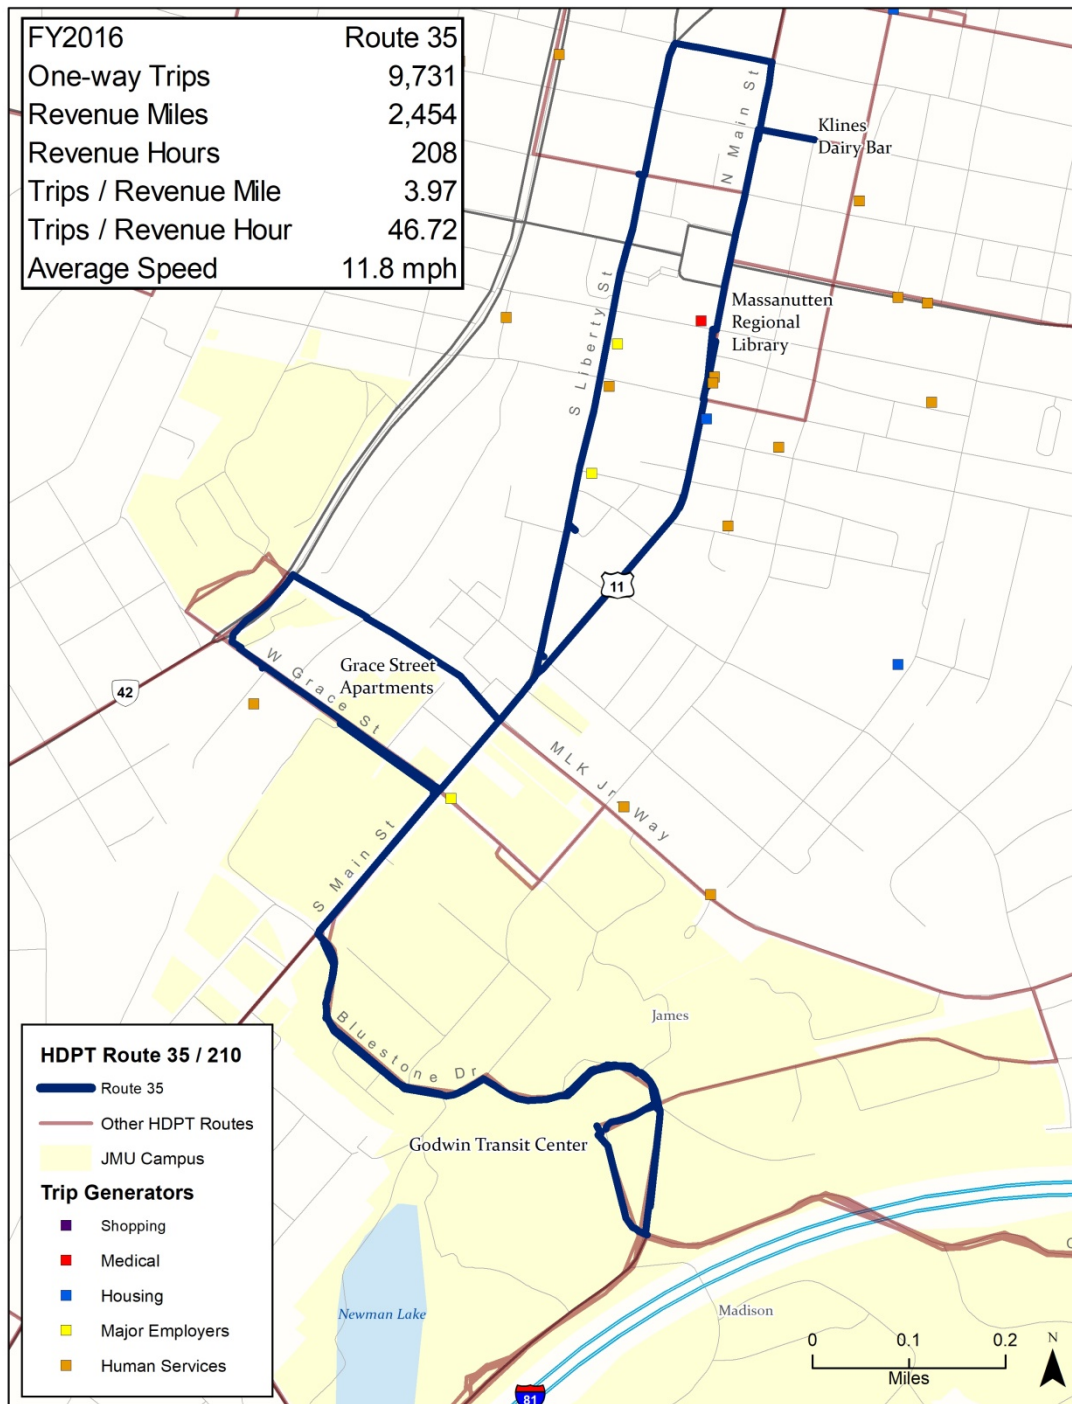 FY2016 Route 35
One-way Trips 9,731
Revenue Miles 2,454
Revenue Hours 208
Trips / Revenue Mile 3.97
Trips / Revenue Hour 46.72
Average Speed 11.8 mph
N Main St
Klines
Dairy Bar
S Liberty St
Massanutten
Regional
Library
11
Grace Street
Apartments
W Grace St
42
MLK Jr Way
S Main St
James
Bluestone Dr
Godwin Transit Center
Newman Lake
Madison
C
81
HDPT Route 35 / 210
Route 35
Other HDPT Routes
JMU Campus
Trip Generators
Shopping
Medical
Housing
Major Employers
Human Services
0 0.1 0.2
Miles
N